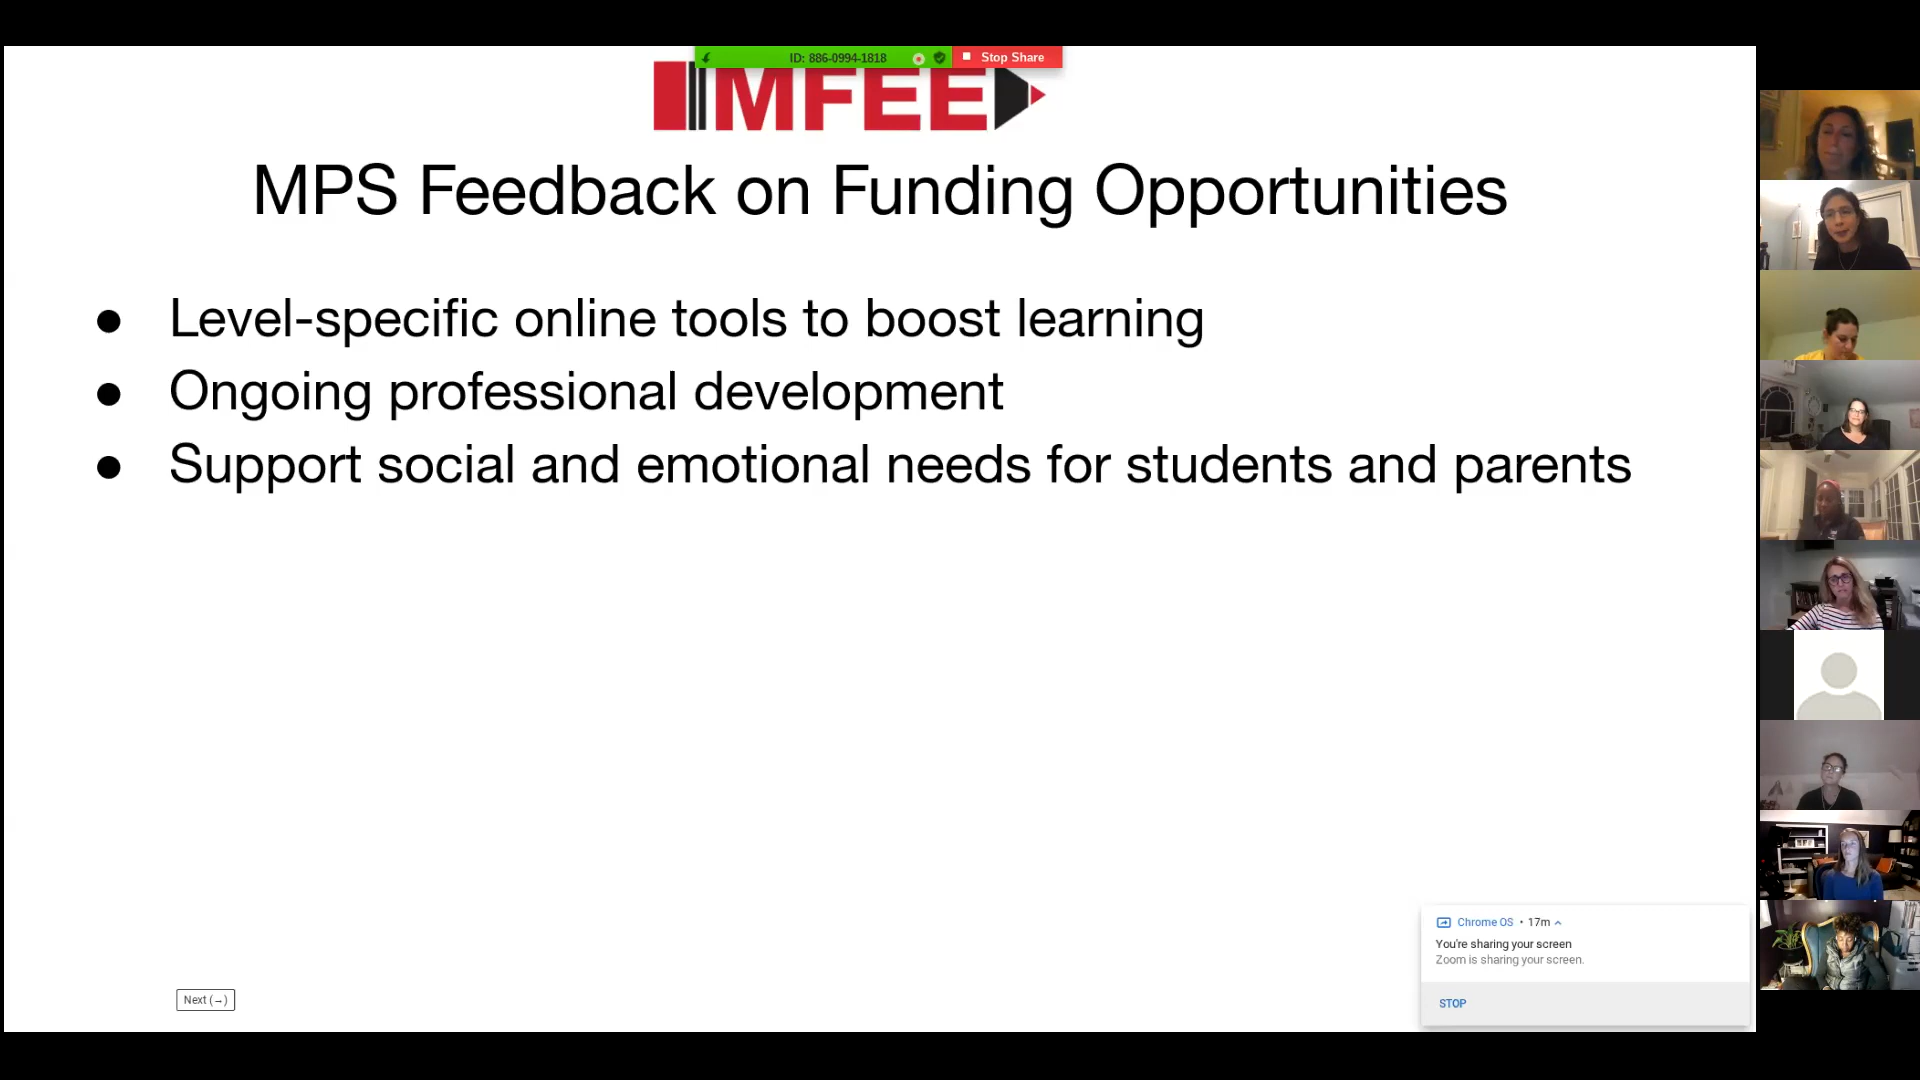 ID: 886-0994-1818
Stop Share
MFEE
MPS Feedback on Funding Opportunities
● Level-specific online tools to boost learning
● Ongoing professional development
● Support social and emotional needs for students and parents
Chrome OS • 17m
You're sharing your screen
Zoom is sharing your screen.
STOP
Next (→)